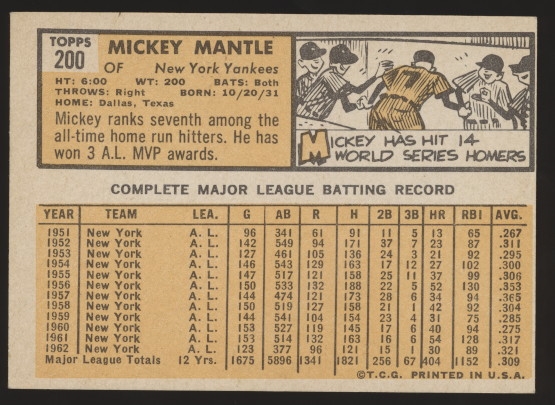 TOPPS
200
MICKEY MANTLE
OF New York Yankees
HT: 6:00 WT: 200 BATS: Both
THROWS: Right BORN: 10/20/31
HOME: Dallas, Texas
Mickey ranks seventh among the
all-time home run hitters. He has
won 3 A.L. MVP awards.
7
MICKEY HAS HIT 14
WORLD SERIES HOMERS
COMPLETE MAJOR LEAGUE BATTING RECORD
YEAR TEAM LEA. G AB R H 2B 3B HR RBI AVG.
1951 New York A. L. 96 341 61 91 11 5 13 65 .267
1952 New York A. L. 142 549 94 171 37 7 23 87 .311
1953 New York A. L. 127 461 105 136 24 3 21 92 .295
1954 New York A. L. 146 543 129 163 17 12 27 102 .300
1955 New York A. L. 147 517 121 158 25 11 37 99 .306
1956 New York A. L. 150 533 132 188 22 5 52 130 .353
1957 New York A. L. 144 474 121 173 28 6 34 94 .365
1958 New York A. L. 150 519 127 158 21 1 42 97 .304
1959 New York A. L. 144 541 104 154 23 4 31 75 .285
1960 New York A. L. 153 527 119 145 17 6 40 94 .275
1961 New York A. L. 153 514 132 163 16 6 54 128 .317
1962 New York A. L. 123 377 96 121 15 1 30 89 .321
Major League Totals 12 Yrs. 1675 5896 1341 1821 256 67 404 1152 .309
©T.C.G. PRINTED IN U.S.A.